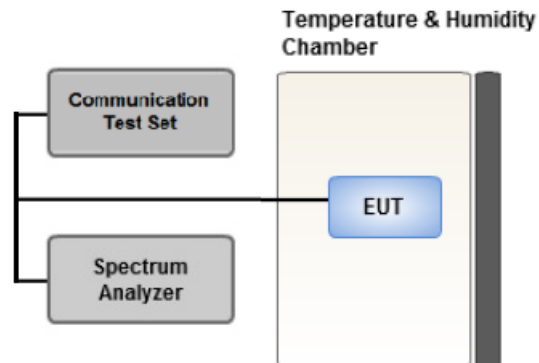 Temperature & Humidity
Chamber
Communication
Test Set
EUT
Spectrum
Analyzer